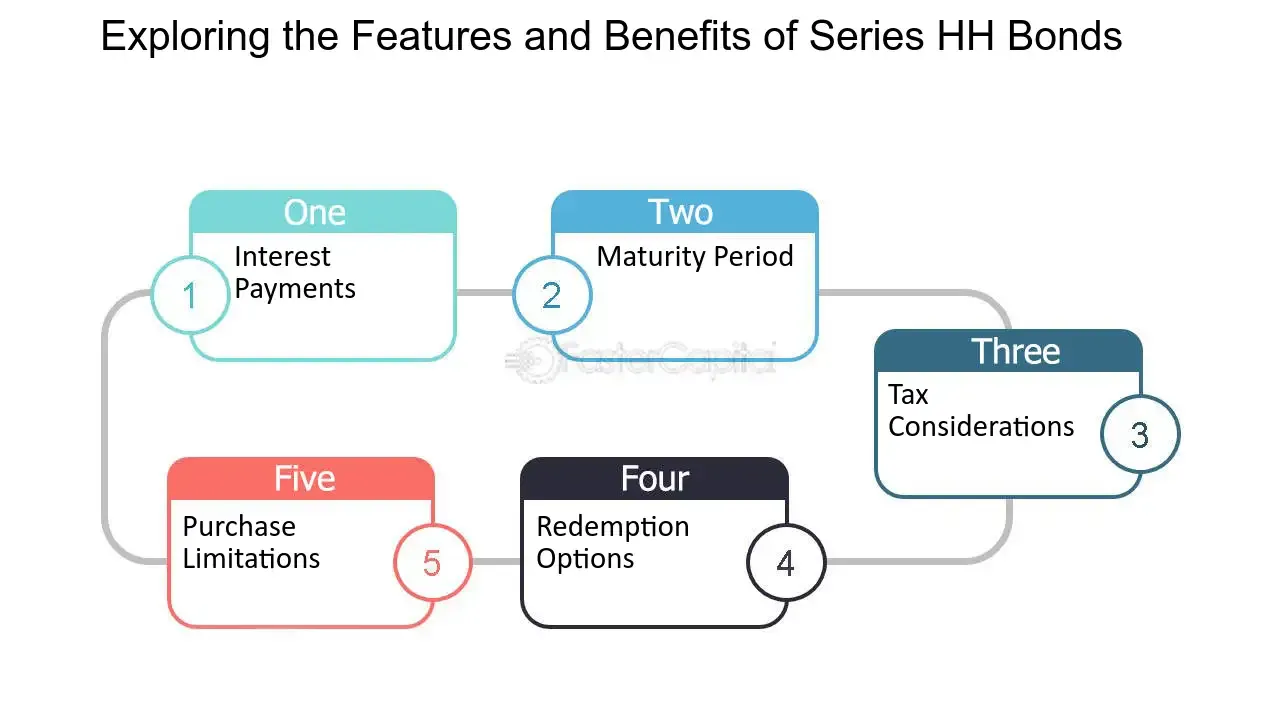 Exploring the Features and Benefits of Series HH Bonds
One
1
Interest
Payments
Two
2
Maturity Period
Three
Tax
Considerations
3
FasterCapital
Four
Redemption
Options
4
Five
Purchase
Limitations
5